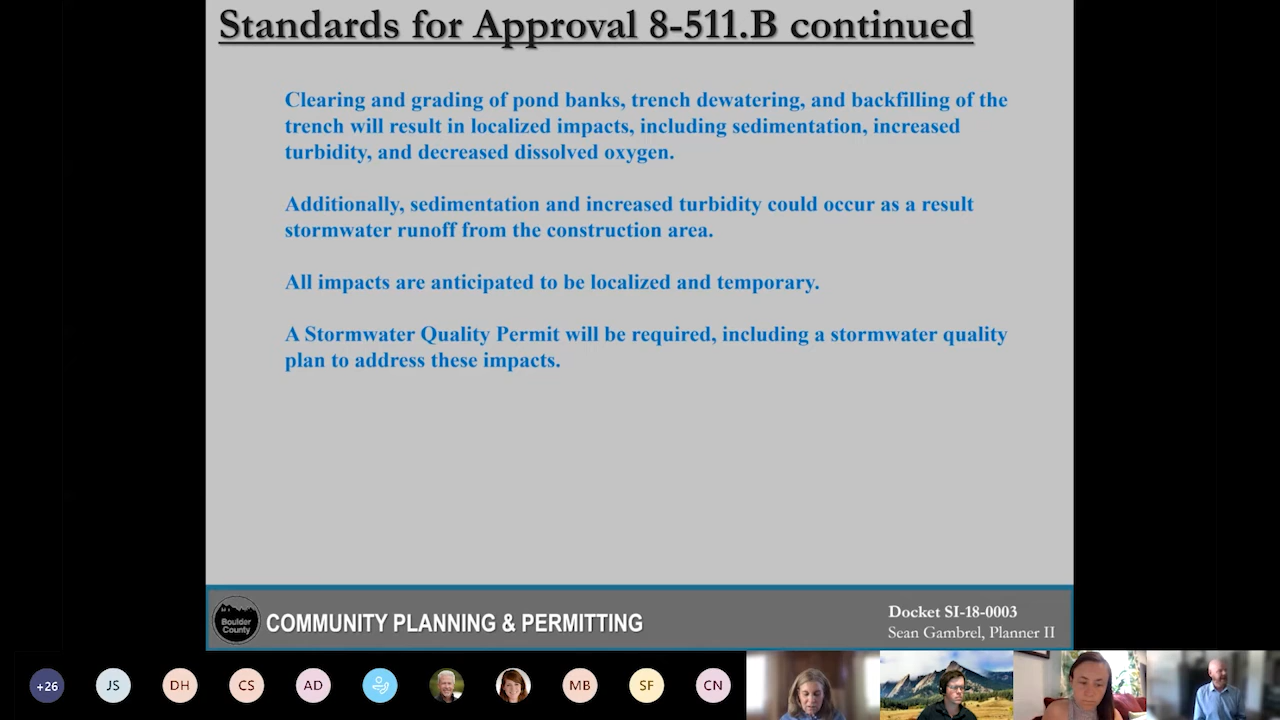 Standards for Approval 8-511.B continued
Clearing and grading of pond banks, trench dewatering, and backfilling of the
trench will result in localized impacts, including sedimentation, increased
turbidity, and decreased dissolved oxygen.
Additionally, sedimentation and increased turbidity could occur as a result
stormwater runoff from the construction area.
All impacts are anticipated to be localized and temporary.
A Stormwater Quality Permit will be required, including a stormwater quality
plan to address these impacts.
Boulder
County
COMMUNITY PLANNING & PERMITTING
Docket SI-18-0003
Sean Gambrel, Planner II
+26
JS
DH
CS
AD
MB
SF
CN